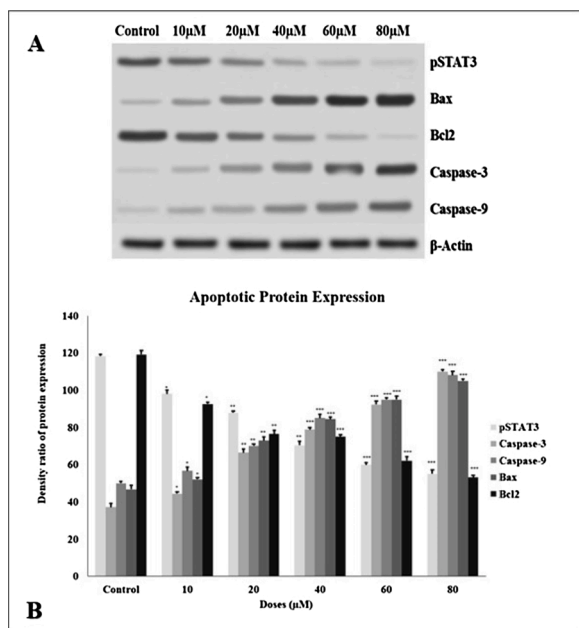 A
Control 10µM 20µM 40µM 60µM 80µM
pSTAT3
Bax
Bcl2
Caspase-3
Caspase-9
β-Actin
Apoptotic Protein Expression
Density ratio of protein expression
140
120
100
80
60
40
20
0
*
*
*
*
*
**
**
**
**
**
**
***
***
***
***
***
***
***
***
***
***
***
***
***
***
pSTAT3
Caspase-3
Caspase-9
Bax
Bcl2
Control 10 20 40 60 80
Doses (µM)
B